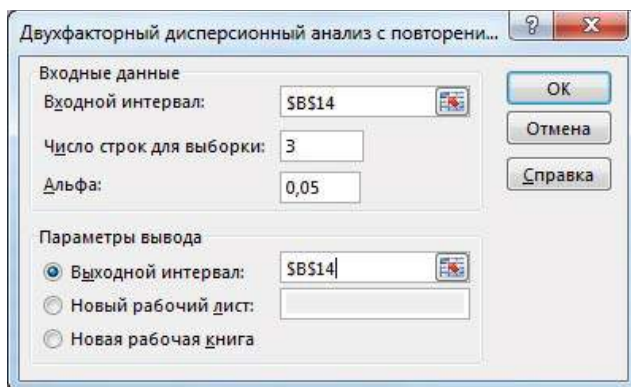 Двухфакторный дисперсионный анализ с повторени...
Входные данные
Входной интервал: $B$14
Число строк для выборки: 3
Альфа: 0,05
OK
Отмена
Справка
Параметры вывода
Выходной интервал: $B$14
Новый рабочий лист:
Новая рабочая книга